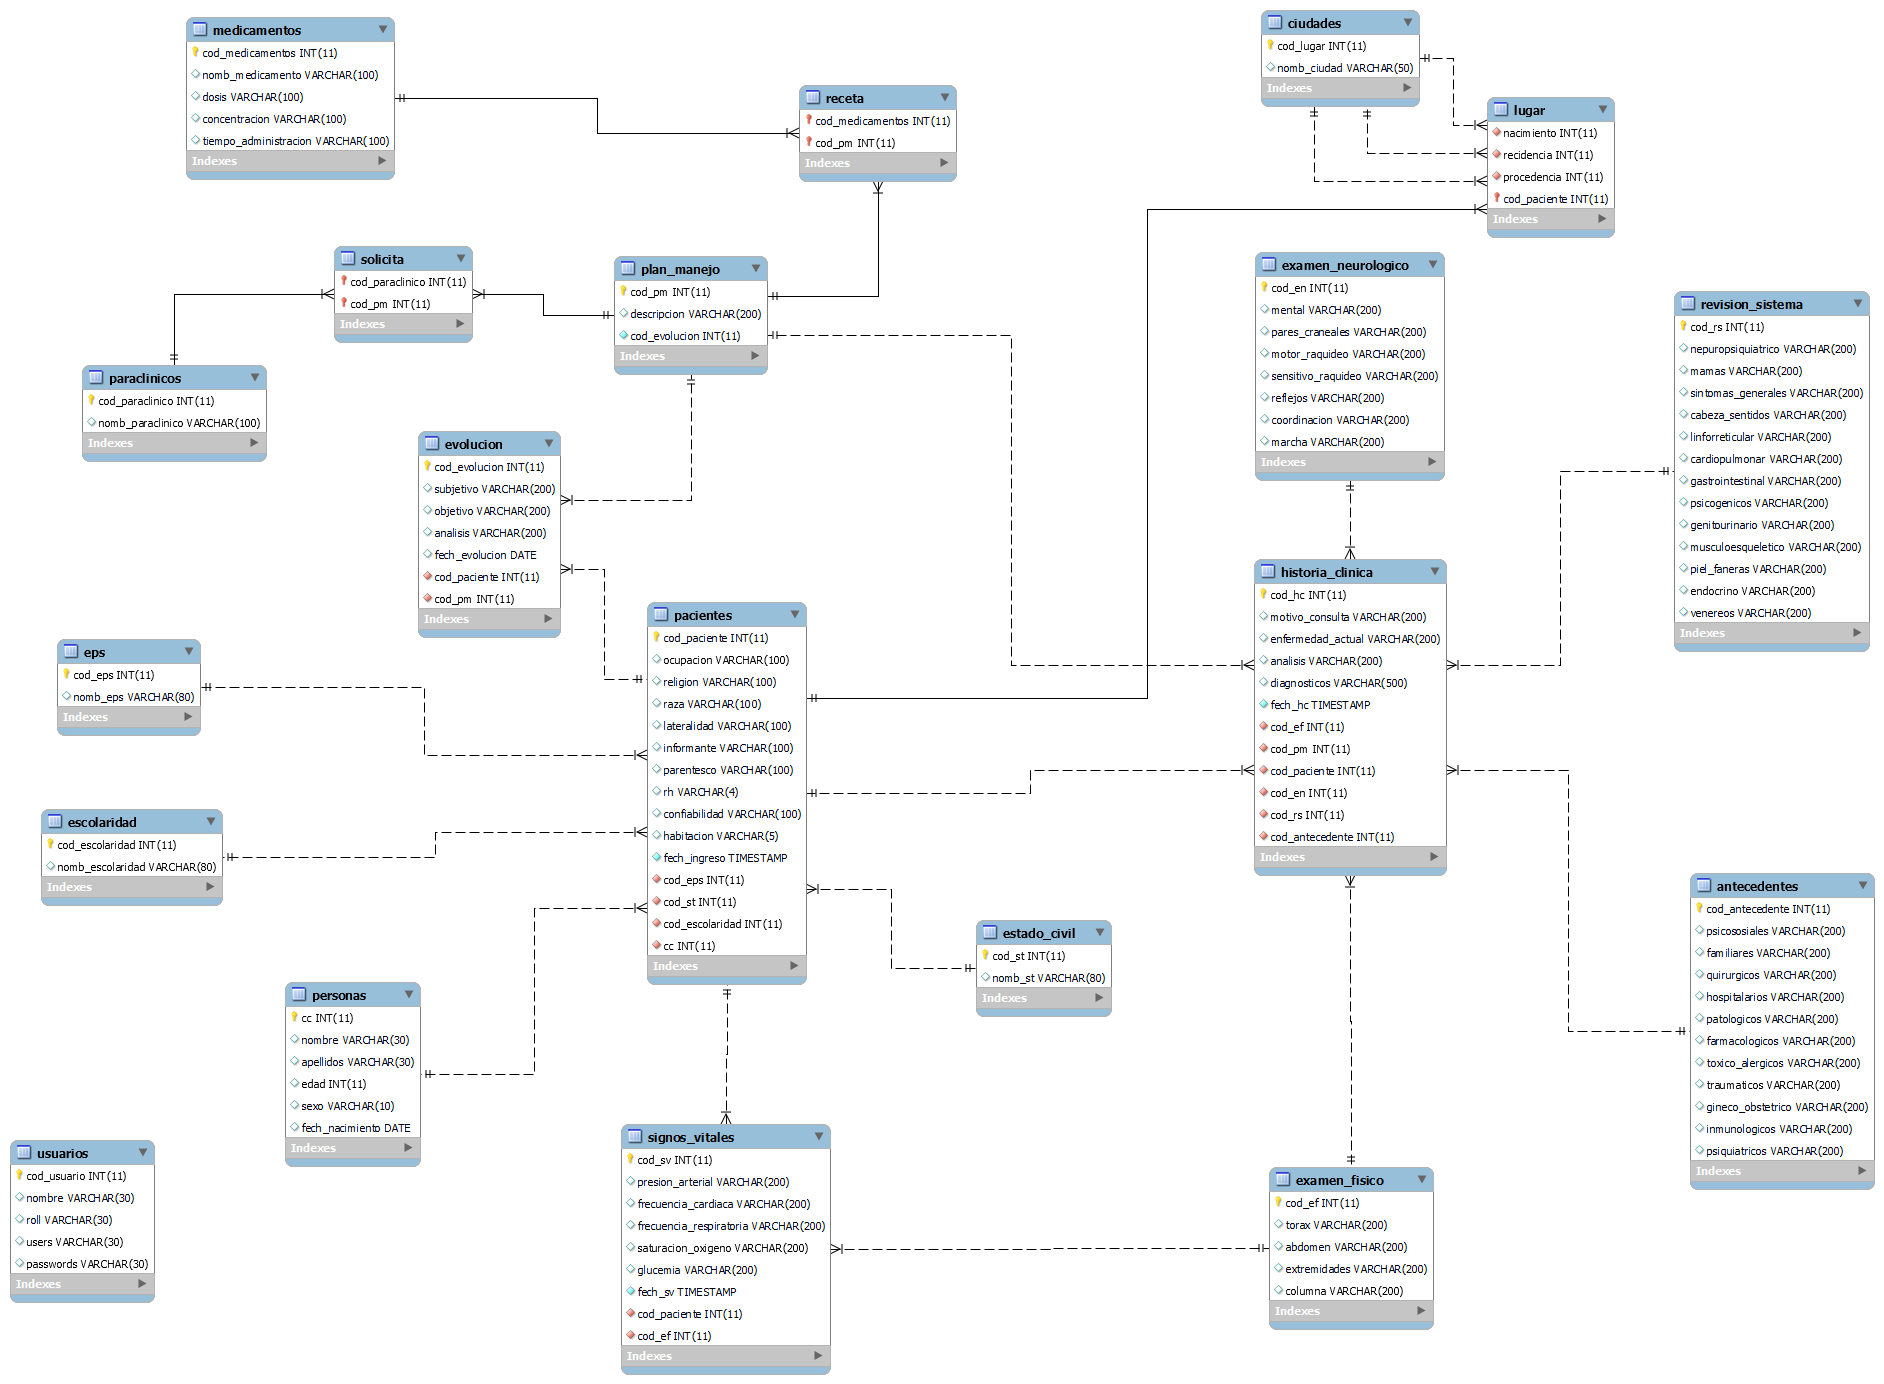 medicamentos
cod_medicamentos INT(11)
nomb_medicamento VARCHAR(100)
dosis VARCHAR(100)
concentracion VARCHAR(100)
tiempo_administracion VARCHAR(100)
Indexes
receta
cod_medicamentos INT(11)
cod_pm INT(11)
Indexes
ciudades
cod_lugar INT(11)
nomb_ciudad VARCHAR(50)
Indexes
lugar
nacimiento INT(11)
recidencia INT(11)
procedencia INT(11)
cod_paciente INT(11)
Indexes
solicita
cod_paraclinico INT(11)
cod_pm INT(11)
Indexes
plan_manejo
cod_pm INT(11)
descripcion VARCHAR(200)
cod_evolucion INT(11)
Indexes
paraclinicos
cod_paraclinico INT(11)
nomb_paraclinico VARCHAR(100)
Indexes
examen_neurologico
cod_en INT(11)
mental VARCHAR(200)
pares_craneales VARCHAR(200)
motor_raquideo VARCHAR(200)
sensitivo_raquideo VARCHAR(200)
reflejos VARCHAR(200)
coordinacion VARCHAR(200)
marcha VARCHAR(200)
Indexes
revision_sistema
cod_rs INT(11)
nepuropsiquiatrico VARCHAR(200)
mamas VARCHAR(200)
sintomas_generales VARCHAR(200)
cabeza_sentidos VARCHAR(200)
linforreticular VARCHAR(200)
cardiopulmonar VARCHAR(200)
gastrointestinal VARCHAR(200)
psicogenicos VARCHAR(200)
genitourinario VARCHAR(200)
musculoesqueletico VARCHAR(200)
piel_faneras VARCHAR(200)
endocrino VARCHAR(200)
venereos VARCHAR(200)
Indexes
evolucion
cod_evolucion INT(11)
subjetivo VARCHAR(200)
objetivo VARCHAR(200)
analisis VARCHAR(200)
fech_evolucion DATE
cod_paciente INT(11)
cod_pm INT(11)
Indexes
historia_clinica
cod_hc INT(11)
motivo_consulta VARCHAR(200)
enfermedad_actual VARCHAR(200)
analisis VARCHAR(200)
diagnosticos VARCHAR(500)
fech_hc TIMESTAMP
cod_ef INT(11)
cod_pm INT(11)
cod_paciente INT(11)
cod_en INT(11)
cod_rs INT(11)
cod_antecedente INT(11)
Indexes
pacientes
cod_paciente INT(11)
ocupacion VARCHAR(100)
religion VARCHAR(100)
raza VARCHAR(100)
lateralidad VARCHAR(100)
informante VARCHAR(100)
parentesco VARCHAR(100)
rh VARCHAR(4)
confiabilidad VARCHAR(100)
habitacion VARCHAR(5)
fech_ingreso TIMESTAMP
cod_eps INT(11)
cod_st INT(11)
cod_escolaridad INT(11)
cc INT(11)
Indexes
eps
cod_eps INT(11)
nomb_eps VARCHAR(80)
Indexes
escolaridad
cod_escolaridad INT(11)
nomb_escolaridad VARCHAR(80)
Indexes
estado_civil
cod_st INT(11)
nomb_st VARCHAR(80)
Indexes
antecedentes
cod_antecedente INT(11)
psicososiales VARCHAR(200)
familiares VARCHAR(200)
quirurgicos VARCHAR(200)
hospitalarios VARCHAR(200)
patologicos VARCHAR(200)
farmacologicos VARCHAR(200)
toxico_alergicos VARCHAR(200)
traumaticos VARCHAR(200)
gineco_obstetrico VARCHAR(200)
inmunologicos VARCHAR(200)
psiquiatricos VARCHAR(200)
Indexes
personas
cc INT(11)
nombre VARCHAR(30)
apellidos VARCHAR(30)
edad INT(11)
sexo VARCHAR(10)
fech_nacimiento DATE
Indexes
usuarios
cod_usuario INT(11)
nombre VARCHAR(30)
roll VARCHAR(30)
users VARCHAR(30)
passwords VARCHAR(30)
Indexes
signos_vitales
cod_sv INT(11)
presion_arterial VARCHAR(200)
frecuencia_cardiaca VARCHAR(200)
frecuencia_respiratoria VARCHAR(200)
saturacion_oxigeno VARCHAR(200)
glucemia VARCHAR(200)
fech_sv TIMESTAMP
cod_paciente INT(11)
cod_ef INT(11)
Indexes
examen_fisico
cod_ef INT(11)
torax VARCHAR(200)
abdomen VARCHAR(200)
extremidades VARCHAR(200)
columna VARCHAR(200)
Indexes